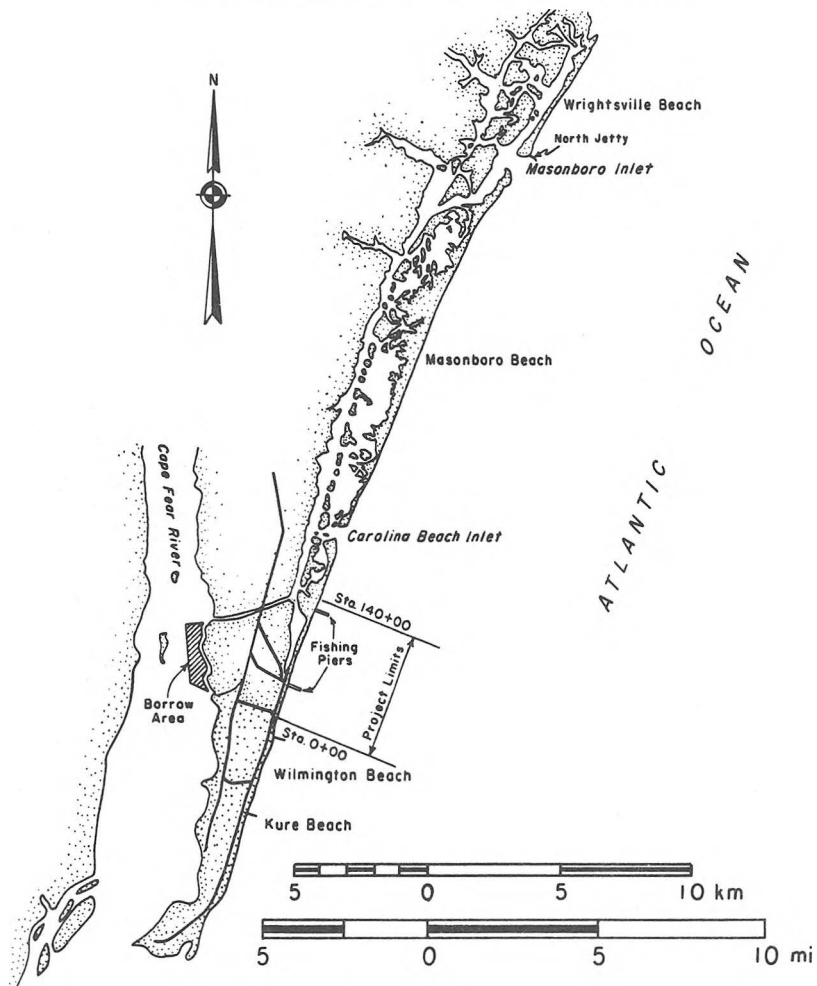 N
Wrightsville Beach
North Jetty
Masonboro Inlet
OCEAN
Masonboro Beach
ATLANTIC
Cape Fear River
Carolina Beach Inlet
Sta. 140+00
Fishing
Piers
Project Limits
Borrow
Area
Sta. 0+00
Wilmington Beach
Kure Beach
5 0 5 10 km
5 0 5 10 mi